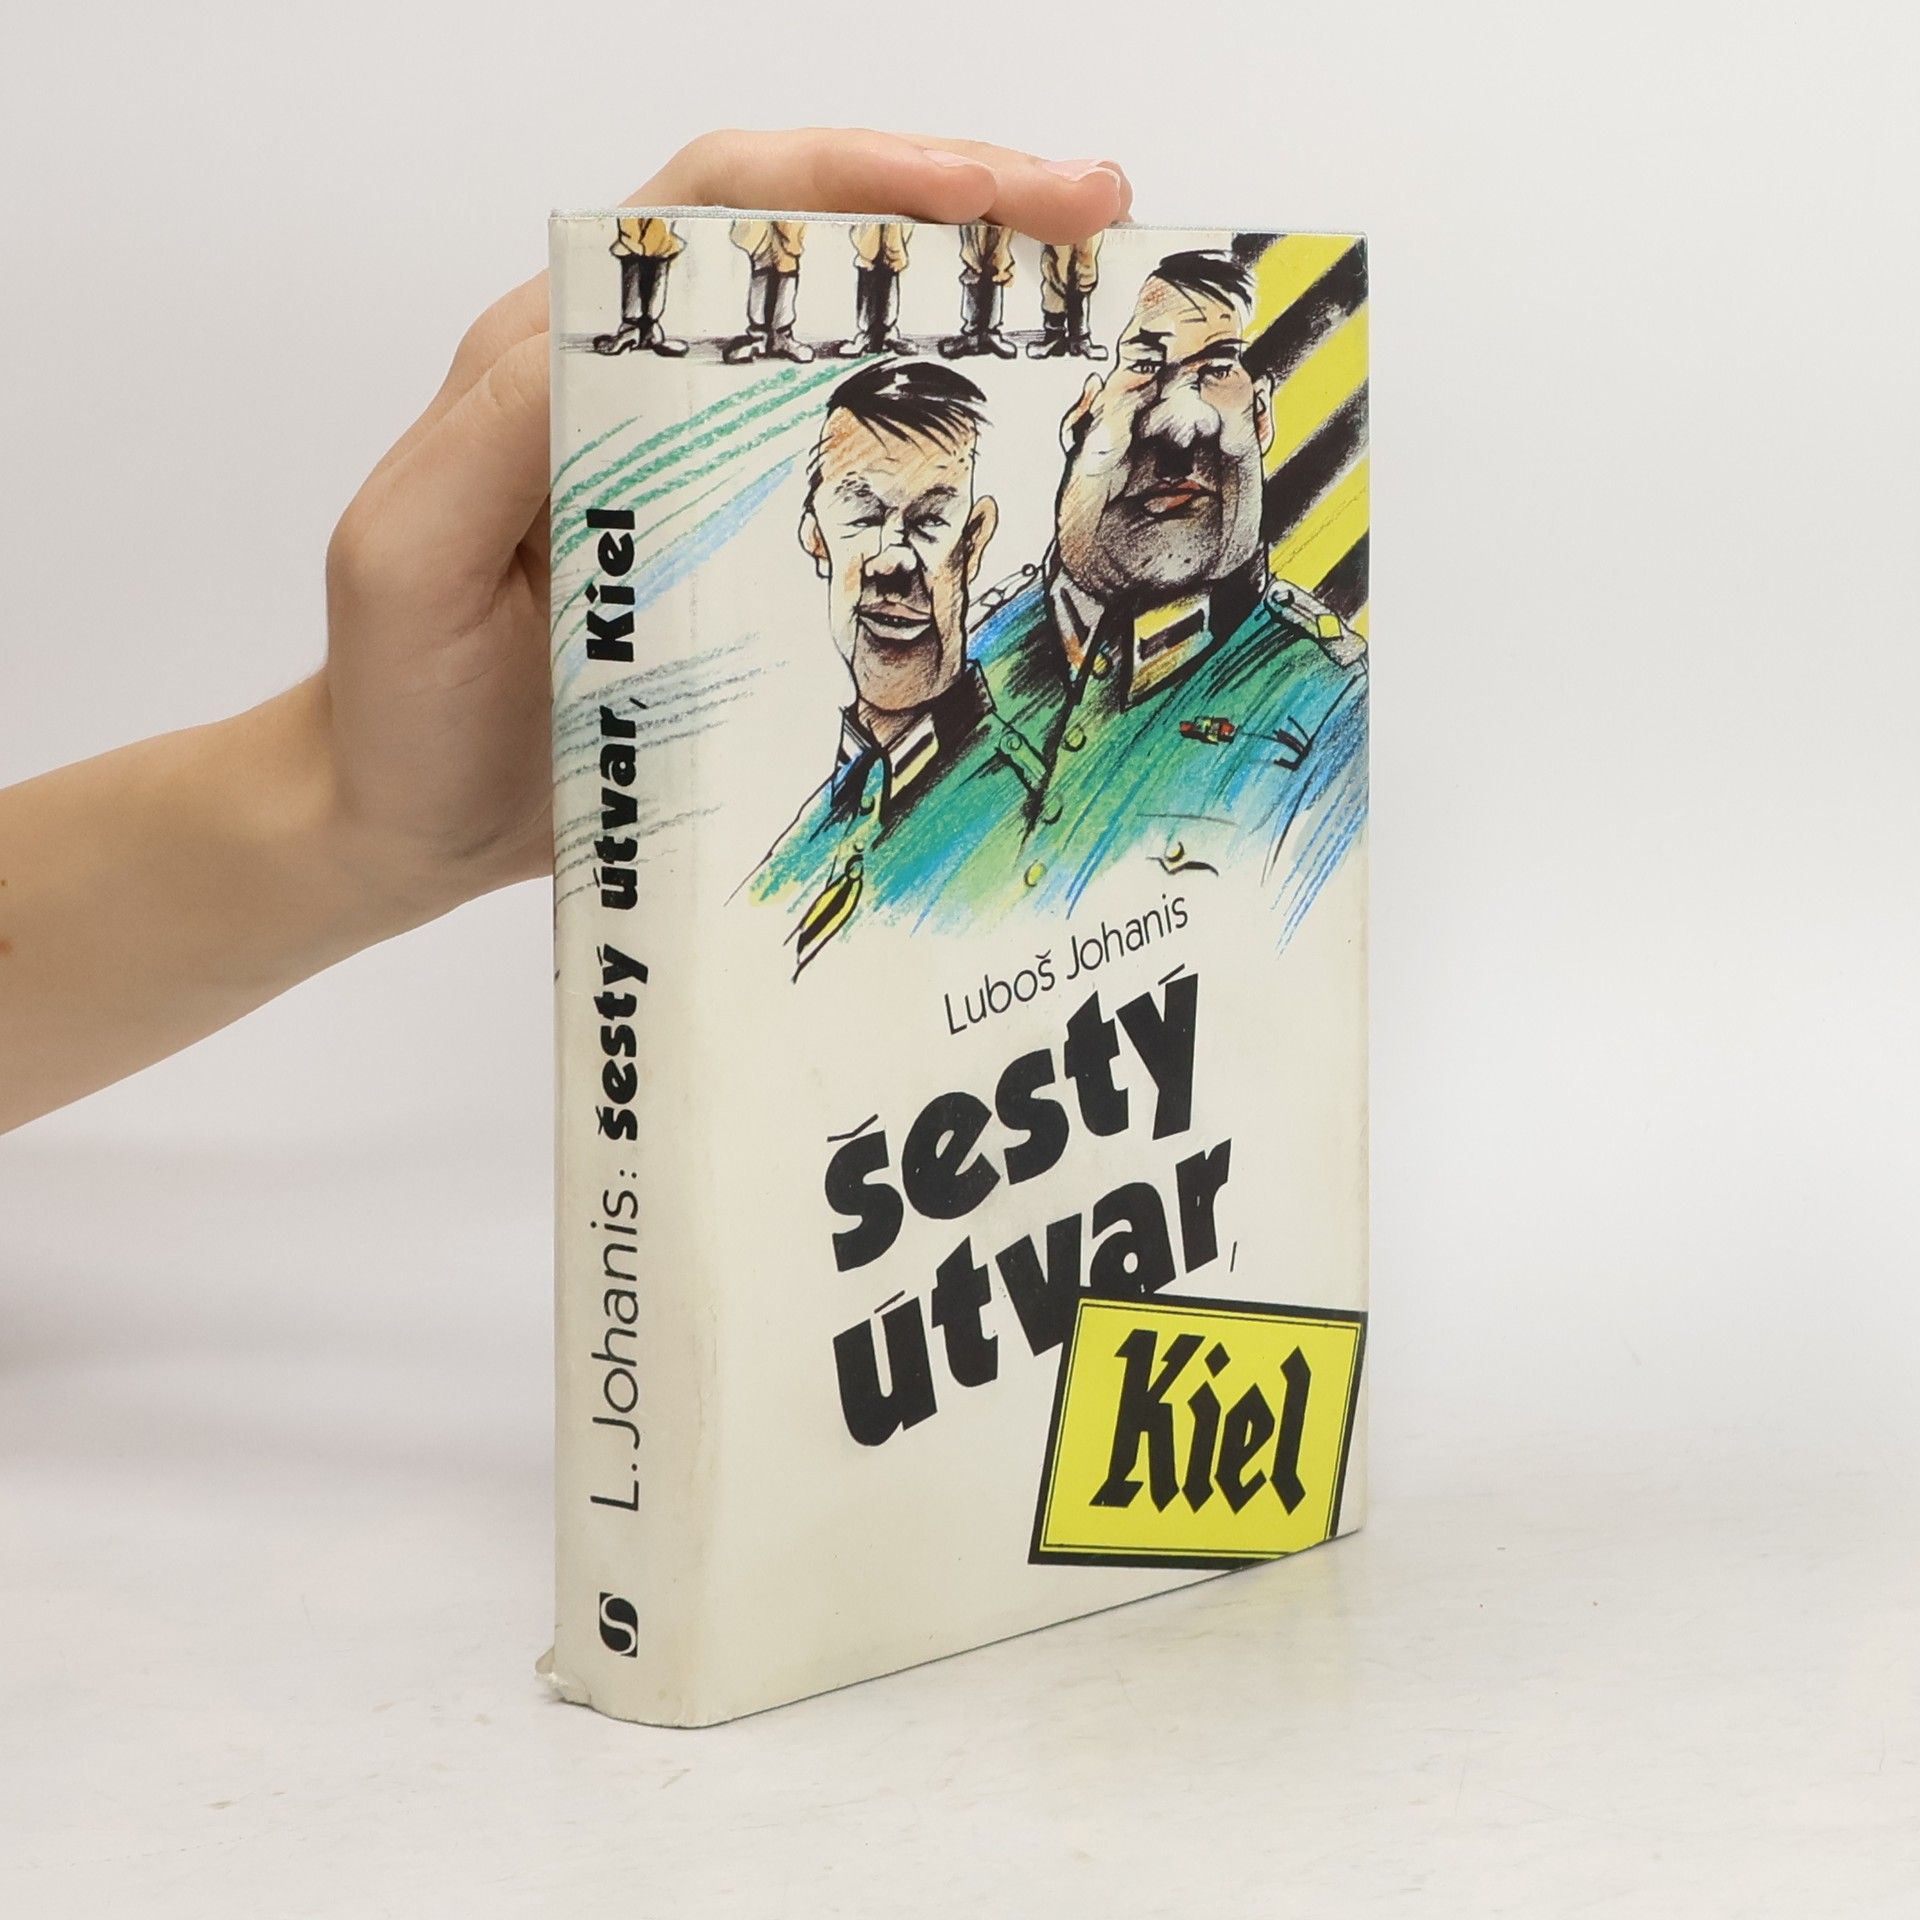 L. Johanis: šestý útvar, Kiel
S
Luboš Johanis
šestý
útvar,
Kiel